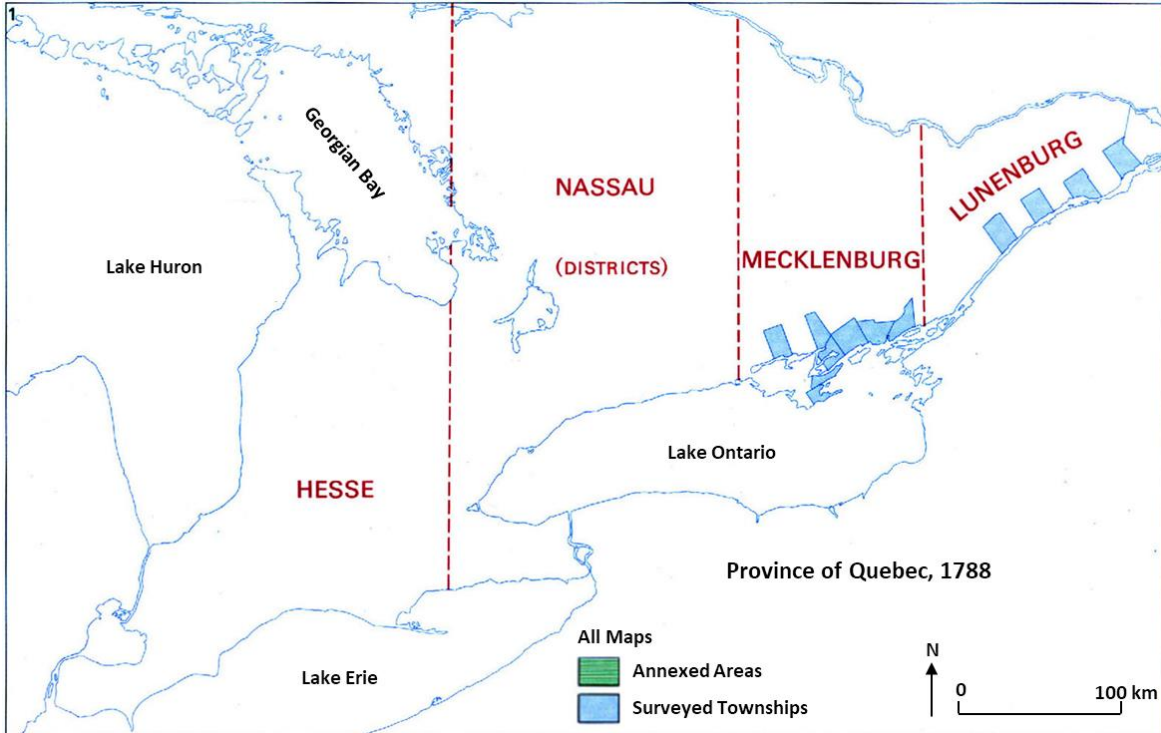 1
Georgian Bay
Lake Huron
NASSAU
(DISTRICTS)
MECKLENBURG
LUNENBURG
HESSE
Lake Ontario
Province of Quebec, 1788
Lake Erie
All Maps
Annexed Areas
Surveyed Townships
N
0 100 km